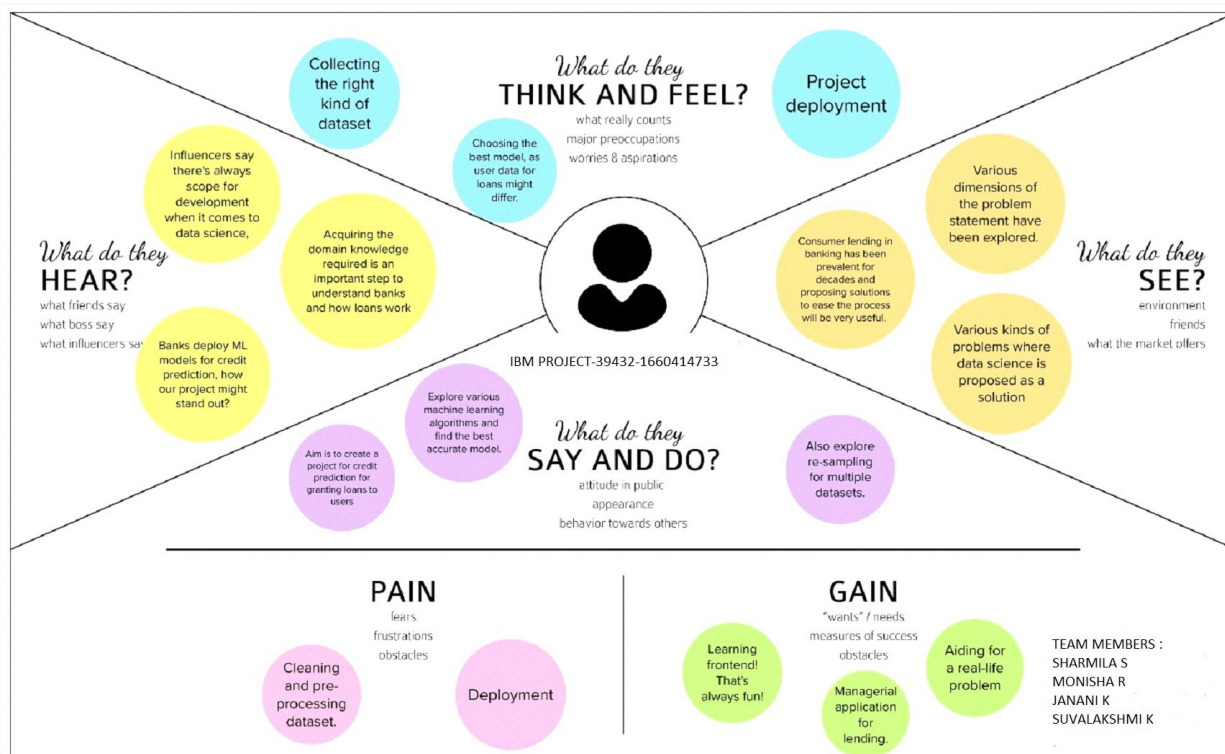 What do they
THINK AND FEEL?
what really counts
major preoccupations
worries 8 aspirations
Collecting
the right
kind of
dataset
Choosing the
best model, as
user data for
loans might
differ.
Project
deployment
What do they
HEAR?
what friends say
what boss say
what influencers say
Influencers say
there's always
scope for
development
when it comes to
data science,
Acquiring the
domain knowledge
required is an
important step to
understand banks
and how loans work
Banks deploy ML
models for credit
prediction, how
our project might
stand out?
What do they
SEE?
environment
friends
what the market offers
Various
dimensions of
the problem
statement have
been explored.
Consumer lending in
banking has been
prevalent for
decades and
proposing solutions
to ease the process
will be very useful.
Various kinds of
problems where
data science is
proposed as a
solution
IBM PROJECT-39432-1660414733
What do they
SAY AND DO?
attitude in public
appearance
behavior towards others
Explore various
machine learning
algorithms and
find the best
accurate model.
Aim is to create a
project for credit
prediction for
granting loans to
users
Also explore
re-sampling
for multiple
datasets.
PAIN
fears
frustrations
obstacles
Cleaning
and pre-
processing
dataset.
Deployment
GAIN
"wants" / needs
measures of success
obstacles
Learning
frontend!
That's
always fun!
Managerial
application
for
lending.
Aiding for
a real-life
problem
TEAM MEMBERS :
SHARMILA S
MONISHA R
JANANI K
SUVALAKSHMI K